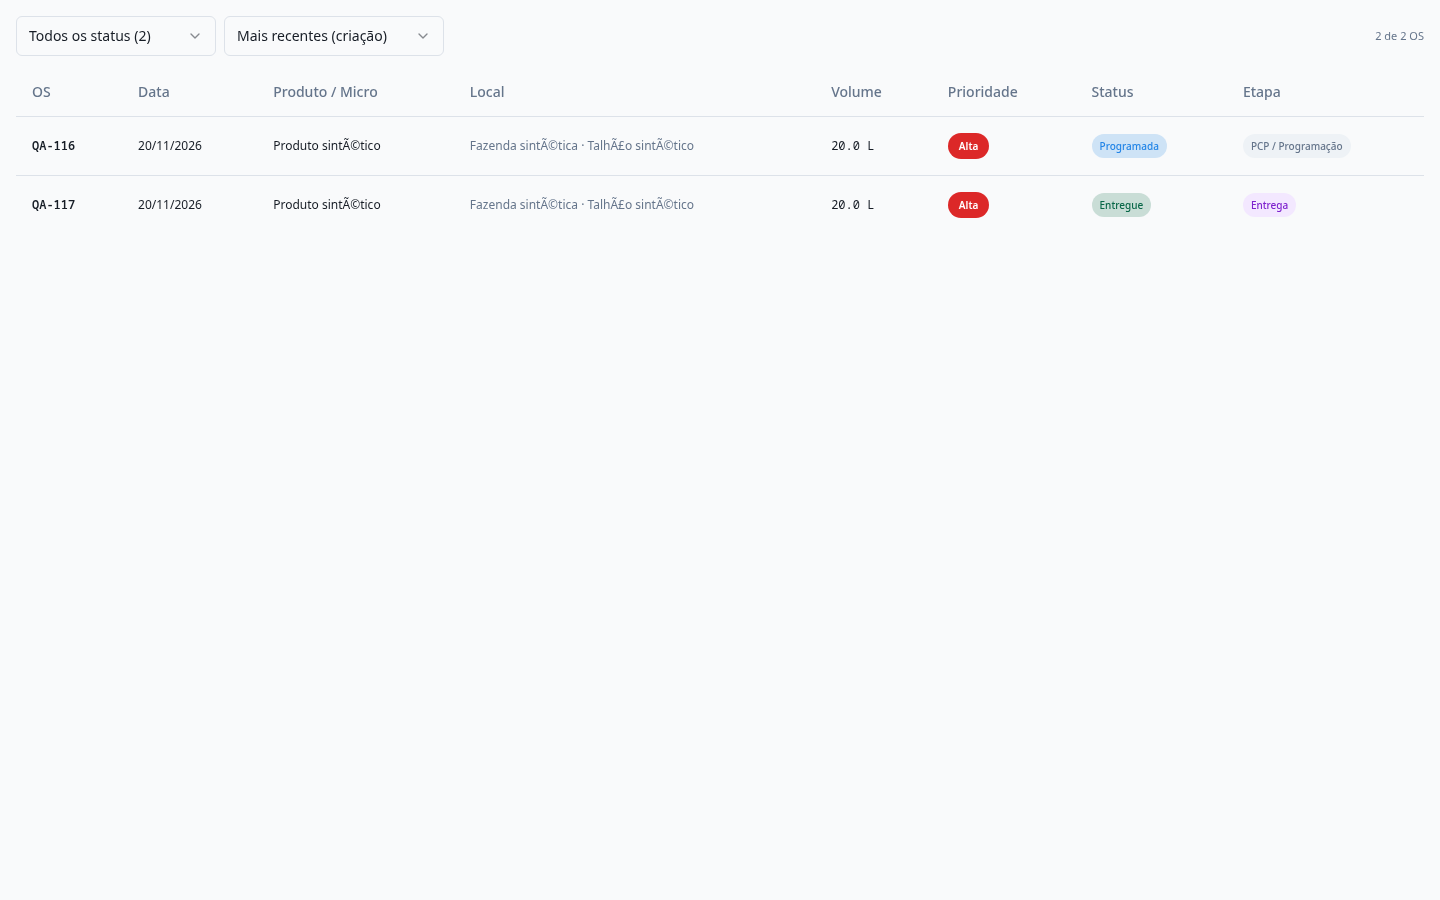 Todos os status (2) Mais recentes (criação) 2 de 2 OS
OS Data Produto / Micro Local Volume Prioridade Status Etapa
QA-116 20/11/2026 Produto sintÃ©tico Fazenda sintÃ©tica · TalhÃ£o sintÃ©tico 20.0 L Alta Programada PCP / Programação
QA-117 20/11/2026 Produto sintÃ©tico Fazenda sintÃ©tica · TalhÃ£o sintÃ©tico 20.0 L Alta Entregue Entrega